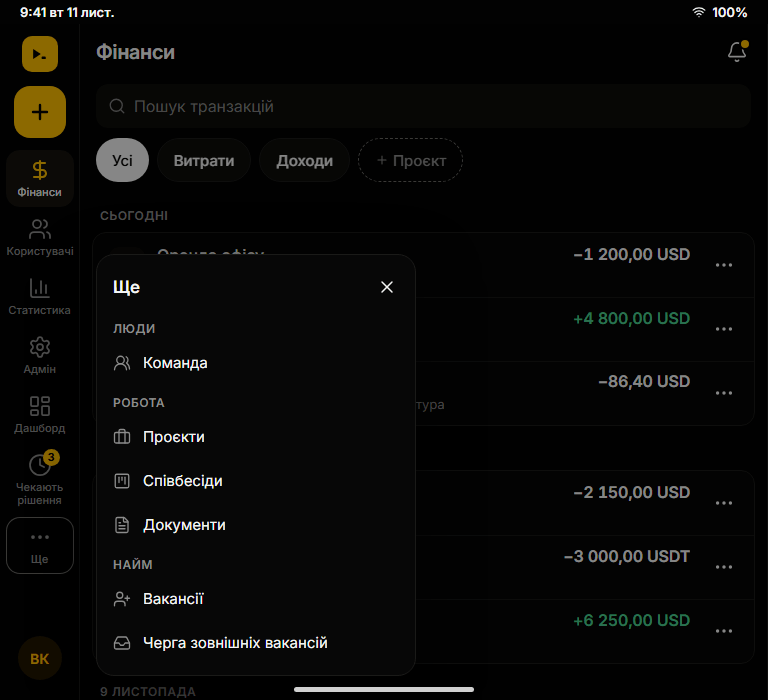 9:41 вт 11 лист.
100%
Фінанси
Пошук транзакцій
Усі
Витрати
Доходи
+ Проєкт
Фінанси
Користувачі
Статистика
Адмін
Дашборд
3
Чекають
рішення
Ще
ВК
СЬОГОДНІ
−1 200,00 USD
+4 800,00 USD
−86,40 USD
тура
−2 150,00 USD
−3 000,00 USDT
+6 250,00 USD
9 ЛИСТОПАДА
Ще
ЛЮДИ
Команда
РОБОТА
Проєкти
Співбесіди
Документи
НАЙМ
Вакансії
Черга зовнішніх вакансій